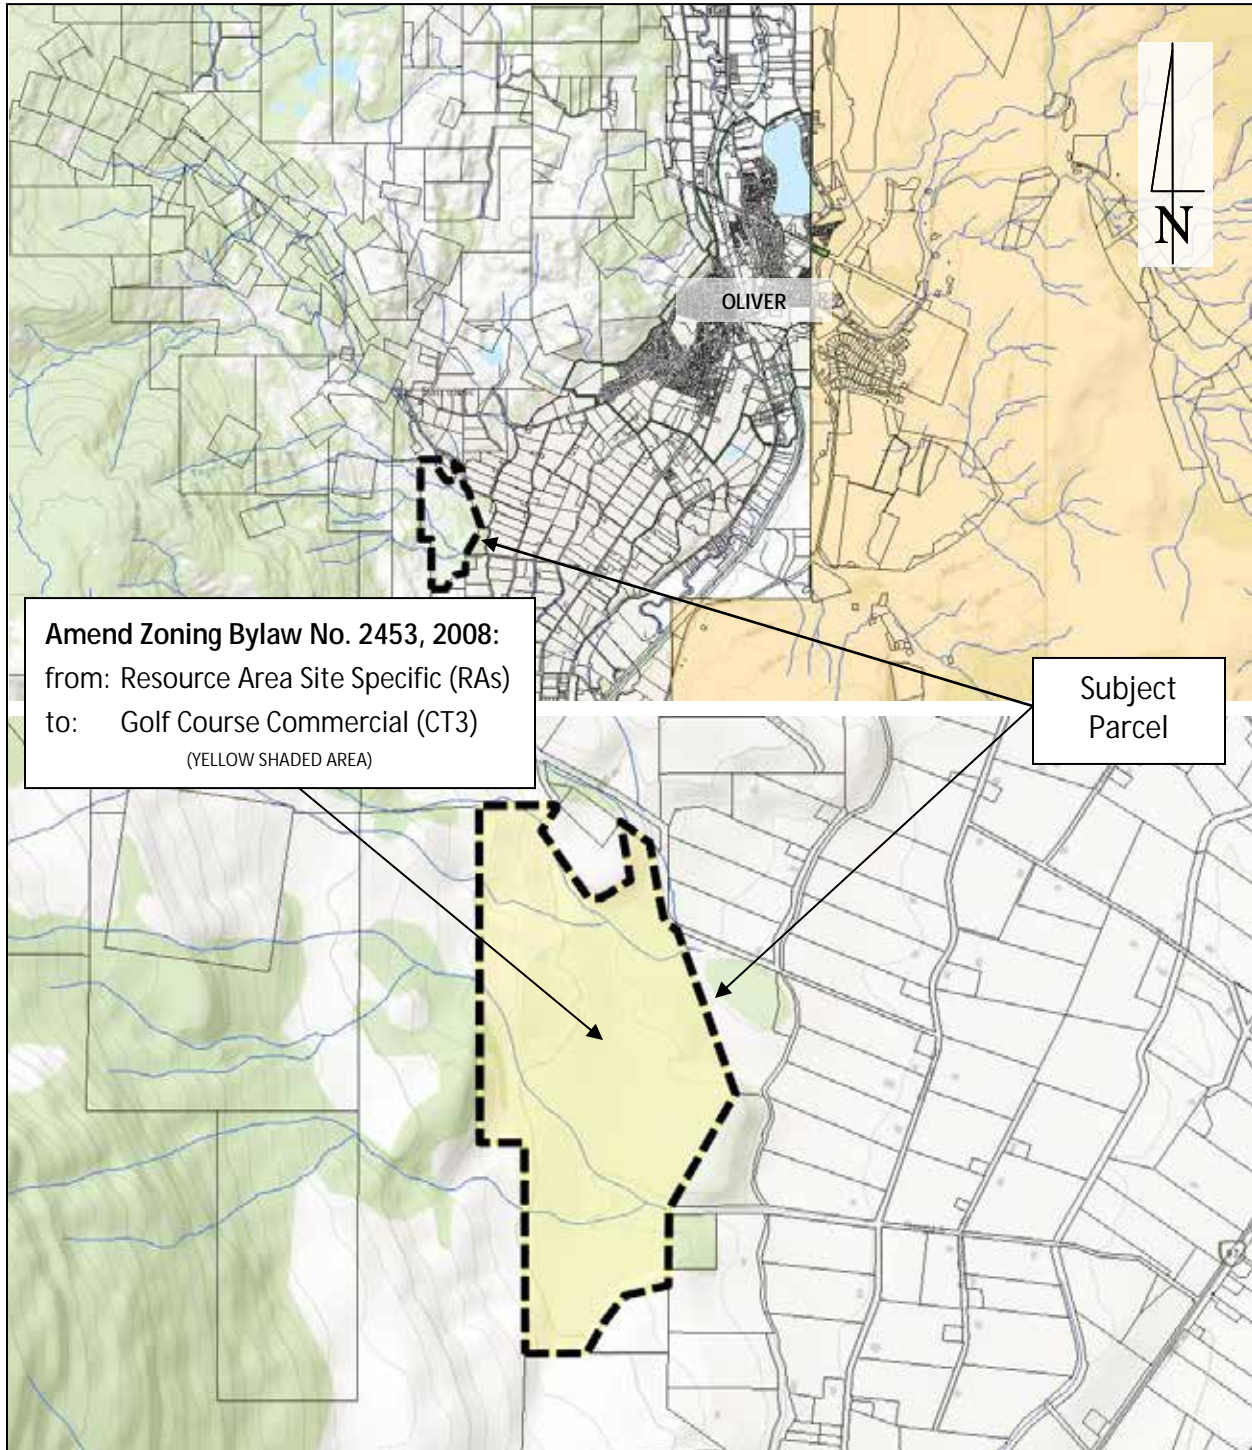 N
OLIVER
Amend Zoning Bylaw No. 2453, 2008:
from: Resource Area Site Specific (RAs)
to: Golf Course Commercial (CT3)
(YELLOW SHADED AREA)
Subject
Parcel